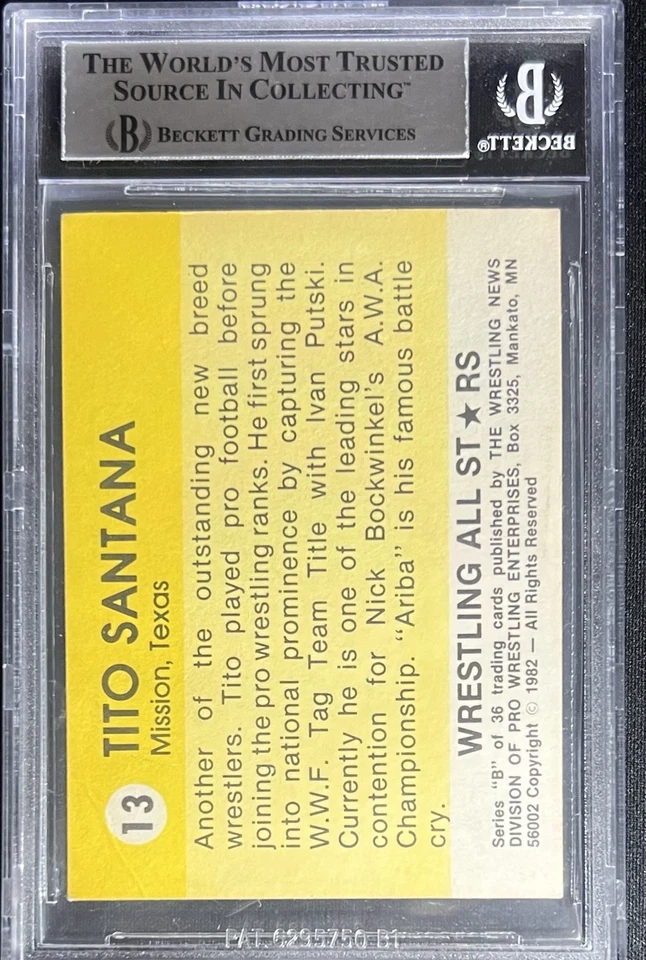 THE WORLD'S MOST TRUSTED
SOURCE IN COLLECTING™
B BECKETT GRADING SERVICES
B
BECKETT®
13
TITO SANTANA
Mission, Texas
Another of the outstanding new breed
wrestlers. Tito played pro football before
joining the pro wrestling ranks. He first sprung
into national prominence by capturing the
W.W.F. Tag Team Title with Ivan Putski.
Currently he is one of the leading stars in
contention for Nick Bockwinkel's A.W.A.
Championship. "Ariba" is his famous battle
cry.
WRESTLING ALL ST★RS
Series "B" of 36 trading cards published by THE WRESTLING NEWS
DIVISION OF PRO WRESTLING ENTERPRISES, Box 3325, Mankato, MN
56002 Copyright © 1982 — All Rights Reserved
PAT 6295750 B1